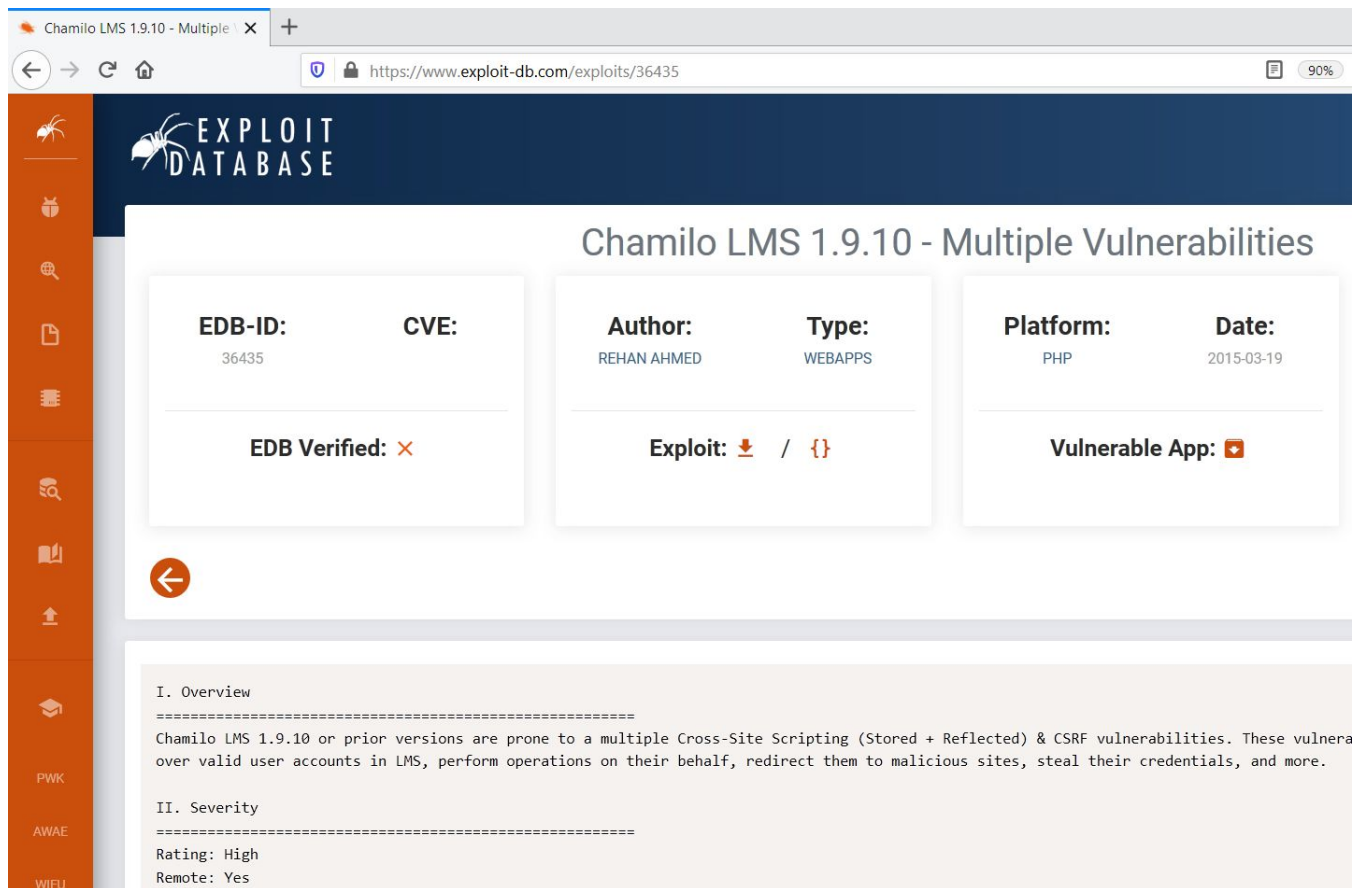 Chamilo LMS 1.9.10 - Multiple
https://www.exploit-db.com/exploits/36435
90%
EXPLOIT
DATABASE
Chamilo LMS 1.9.10 - Multiple Vulnerabilities
EDB-ID:
36435
CVE:
EDB Verified: ×
Author:
REHAN AHMED
Type:
WEBAPPS
Exploit: / {}
Platform:
PHP
Date:
2015-03-19
Vulnerable App:
I. Overview
========================================================
Chamilo LMS 1.9.10 or prior versions are prone to a multiple Cross-Site Scripting (Stored + Reflected) & CSRF vulnerabilities. These vulnera
over valid user accounts in LMS, perform operations on their behalf, redirect them to malicious sites, steal their credentials, and more.
II. Severity
========================================================
Rating: High
Remote: Yes
PWK
AWAE
WIFU